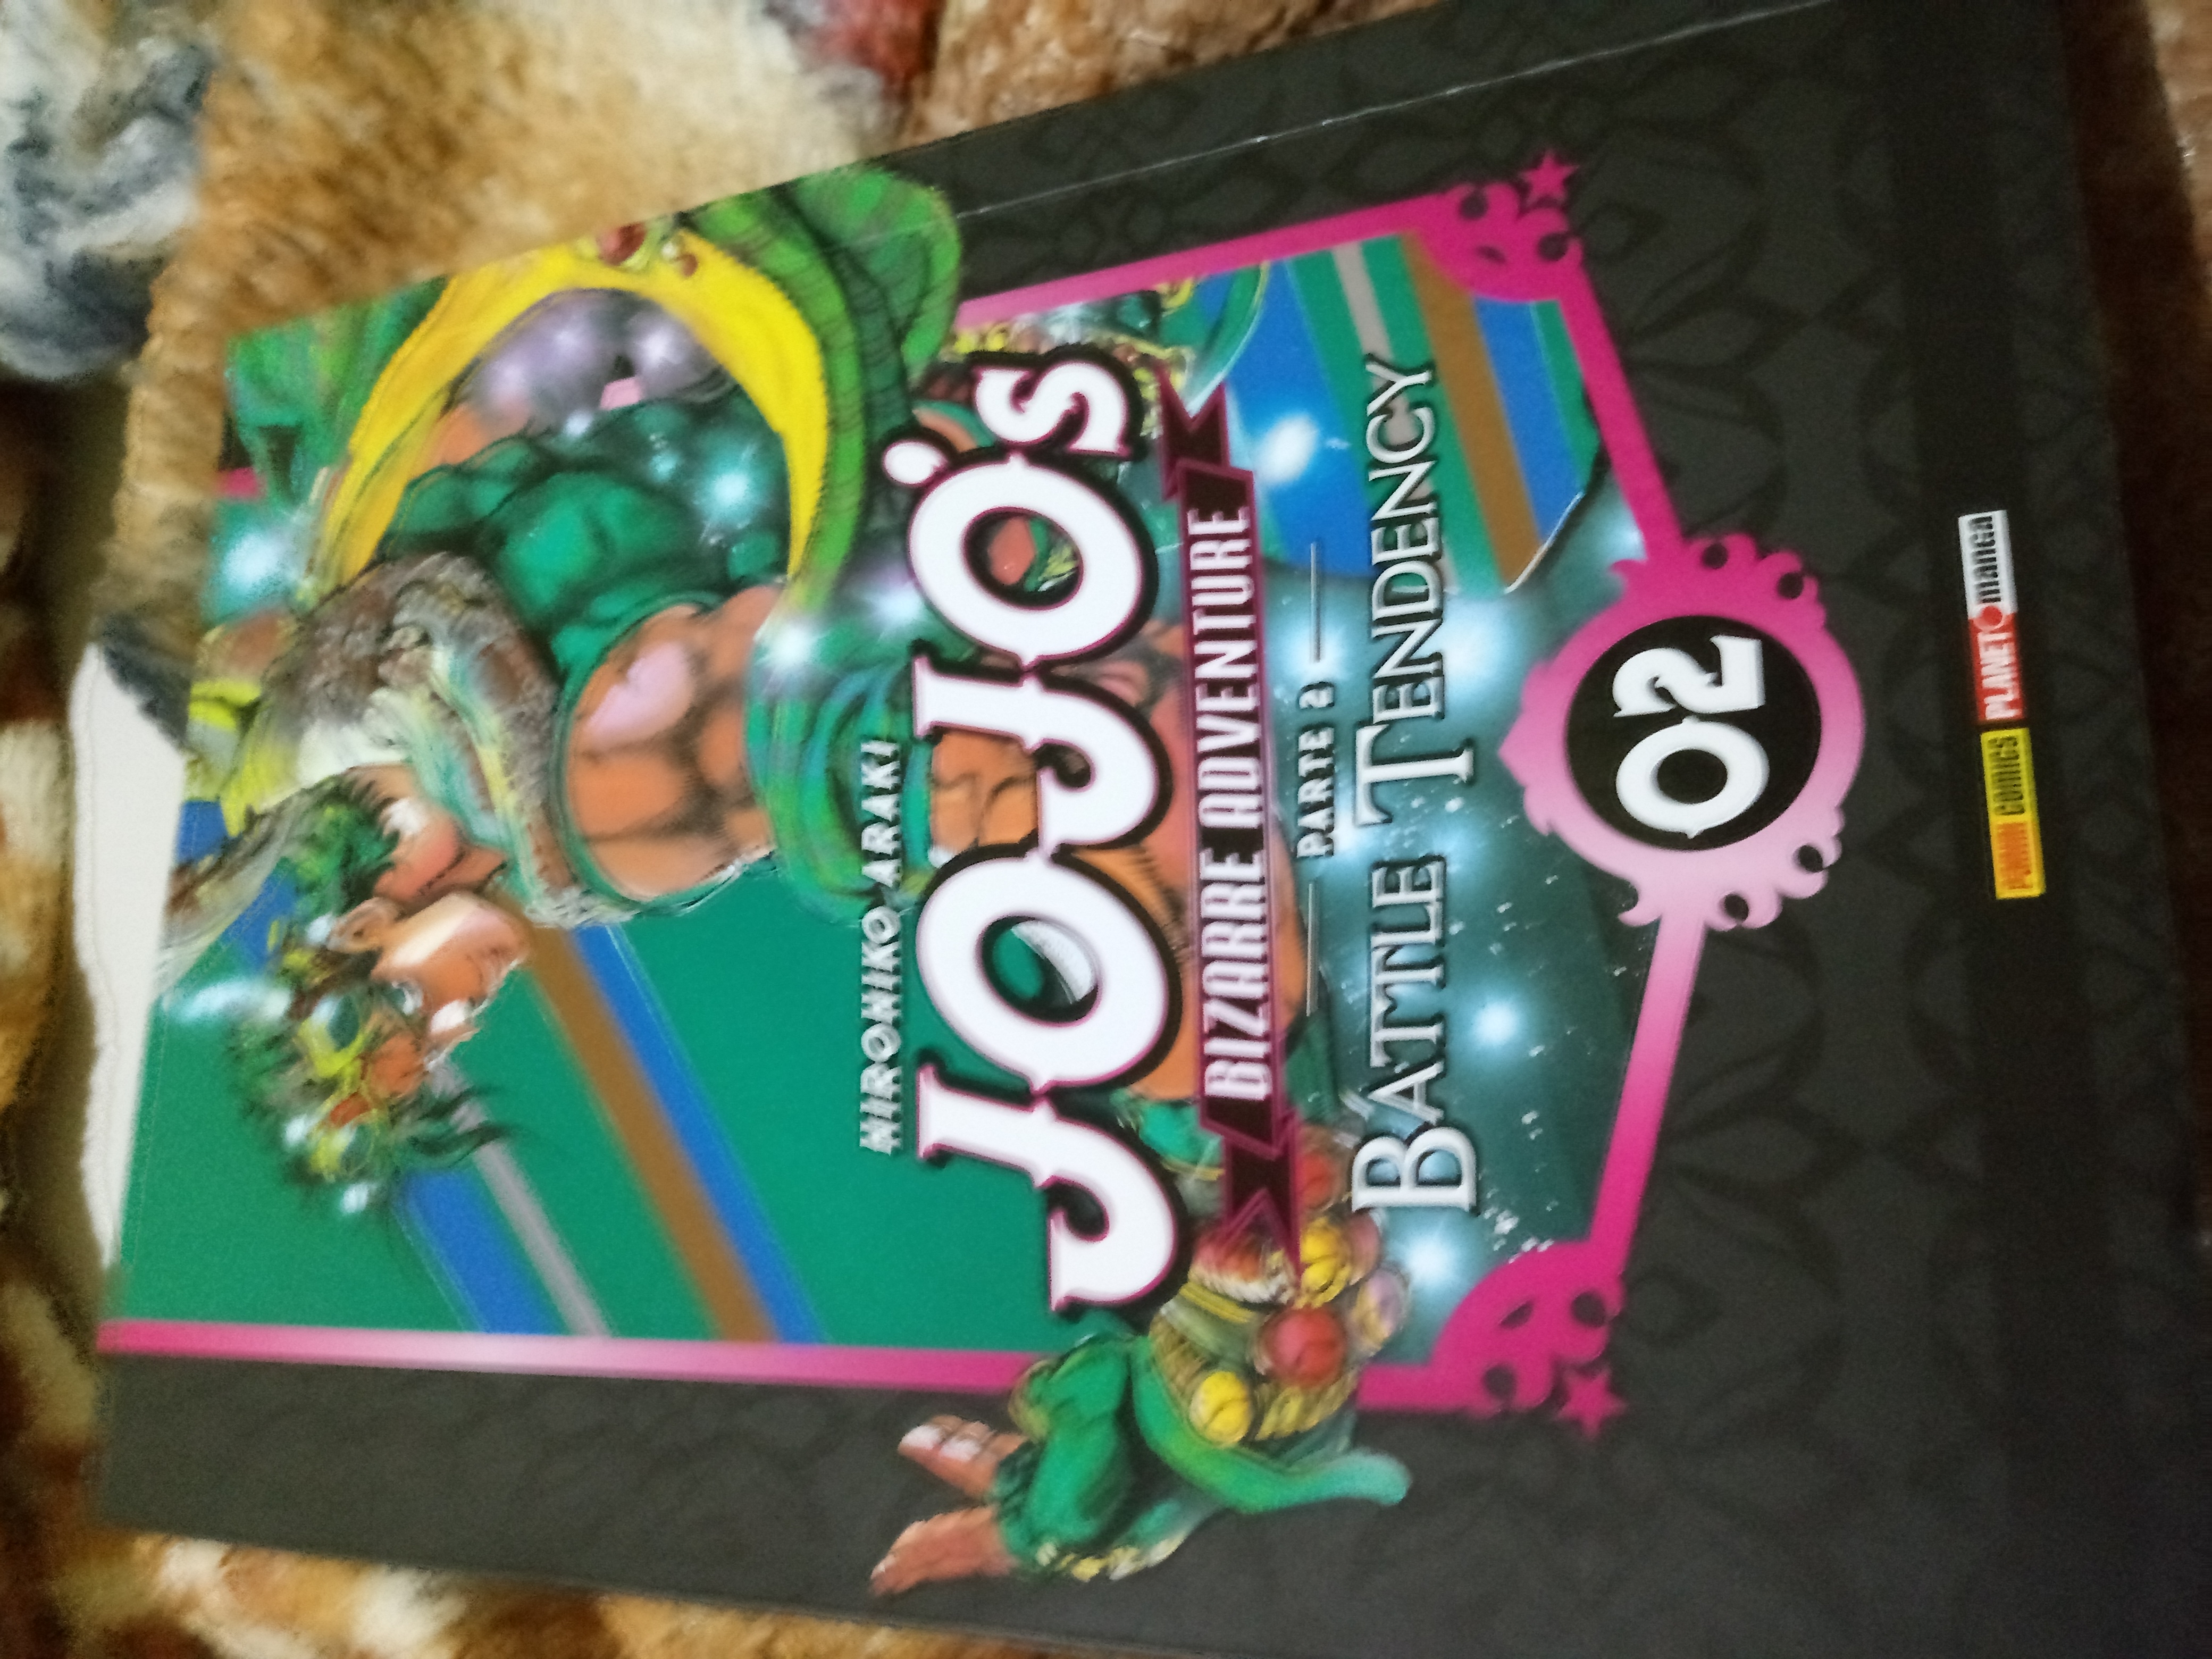 HIROHIKO ARAKI
JOJO's
BIZARRE ADVENTURE
PARTE 2
BATTLE TENDENCY
02
PANINI COMICS
PLANET manga